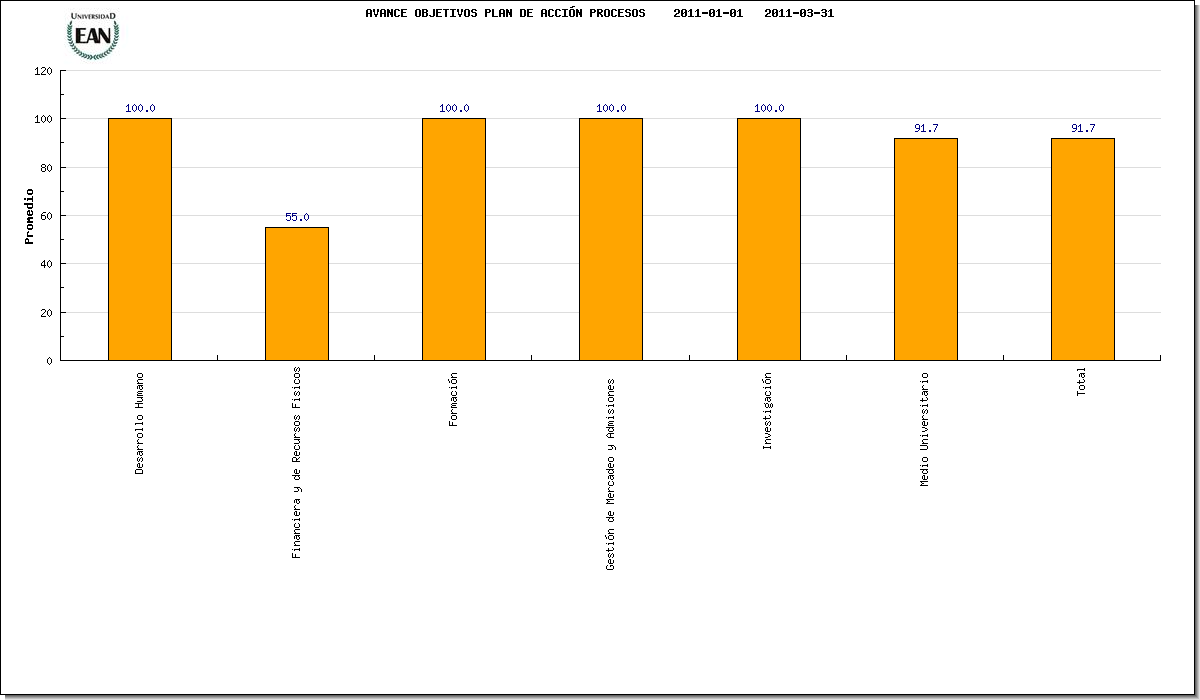 UNIVERSIDAD
EAN
AVANCE OBJETIVOS PLAN DE ACCIÓN PROCESOS 2011-01-01 2011-03-31
Promedio
120
100
80
60
40
20
0
100.0
55.0
100.0
100.0
100.0
91.7
91.7
Desarrollo Humano
Financiera y de Recursos Físicos
Formación
Gestión de Mercadeo y Admisiones
Investigación
Medio Universitario
Total